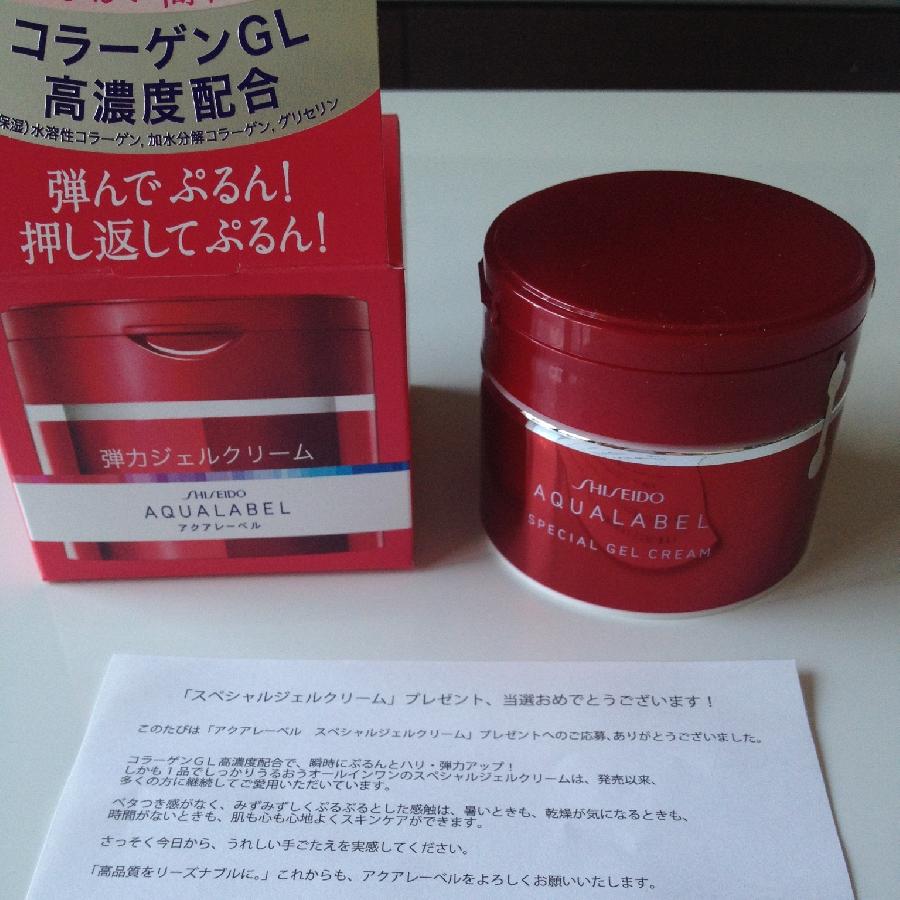 コラーゲンGL
高濃度配合
保湿)水溶性コラーゲン, 加水分解コラーゲン, グリセリン
弾んで ぷるん!
押し返して ぷるん!
弾力ジェルクリーム
SHISEIDO
AQUALABEL
アクアレーベル
SHISEIDO
AQUALABEL
SPECIAL GEL CREAM
「スペシャルジェルクリーム」プレゼント、当選おめでとうございます！
このたびは「アクアレーベル　スペシャルジェルクリーム」プレゼントへのご応募、ありがとうございました。
コラーゲンGL高濃度配合で、瞬時にぷるんとハリ・弾力アップ！
しかも1品でしっかりうるおうオールインワンのスペシャルジェルクリームは、発売以来、
多くの方に継続してご愛用いただいています。
ベタつき感がなく、みずみずしくぷるぷるとした感触は、暑いときも、乾燥が気になるときも、
時間がないときも、肌も心も心地よくスキンケアができます。
さっそく今日から、うれしい手ごたえを実感してください。
「高品質をリーズナブルに。」これからも、アクアレーベルをよろしくお願いいたします。